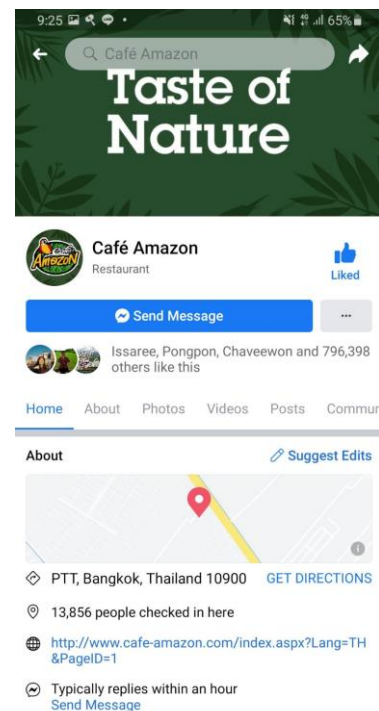 9:25 65%
Café Amazon
Taste of
Nature
Café
AMAZON
Café Amazon
Restaurant
Liked
Send Message
Issaree, Pongpon, Chaveewon and 796,398
others like this
Home About Photos Videos Posts Commun
About Suggest Edits
PTT, Bangkok, Thailand 10900 GET DIRECTIONS
13,856 people checked in here
http://www.cafe-amazon.com/index.aspx?Lang=TH
&PageID=1
Typically replies within an hour
Send Message